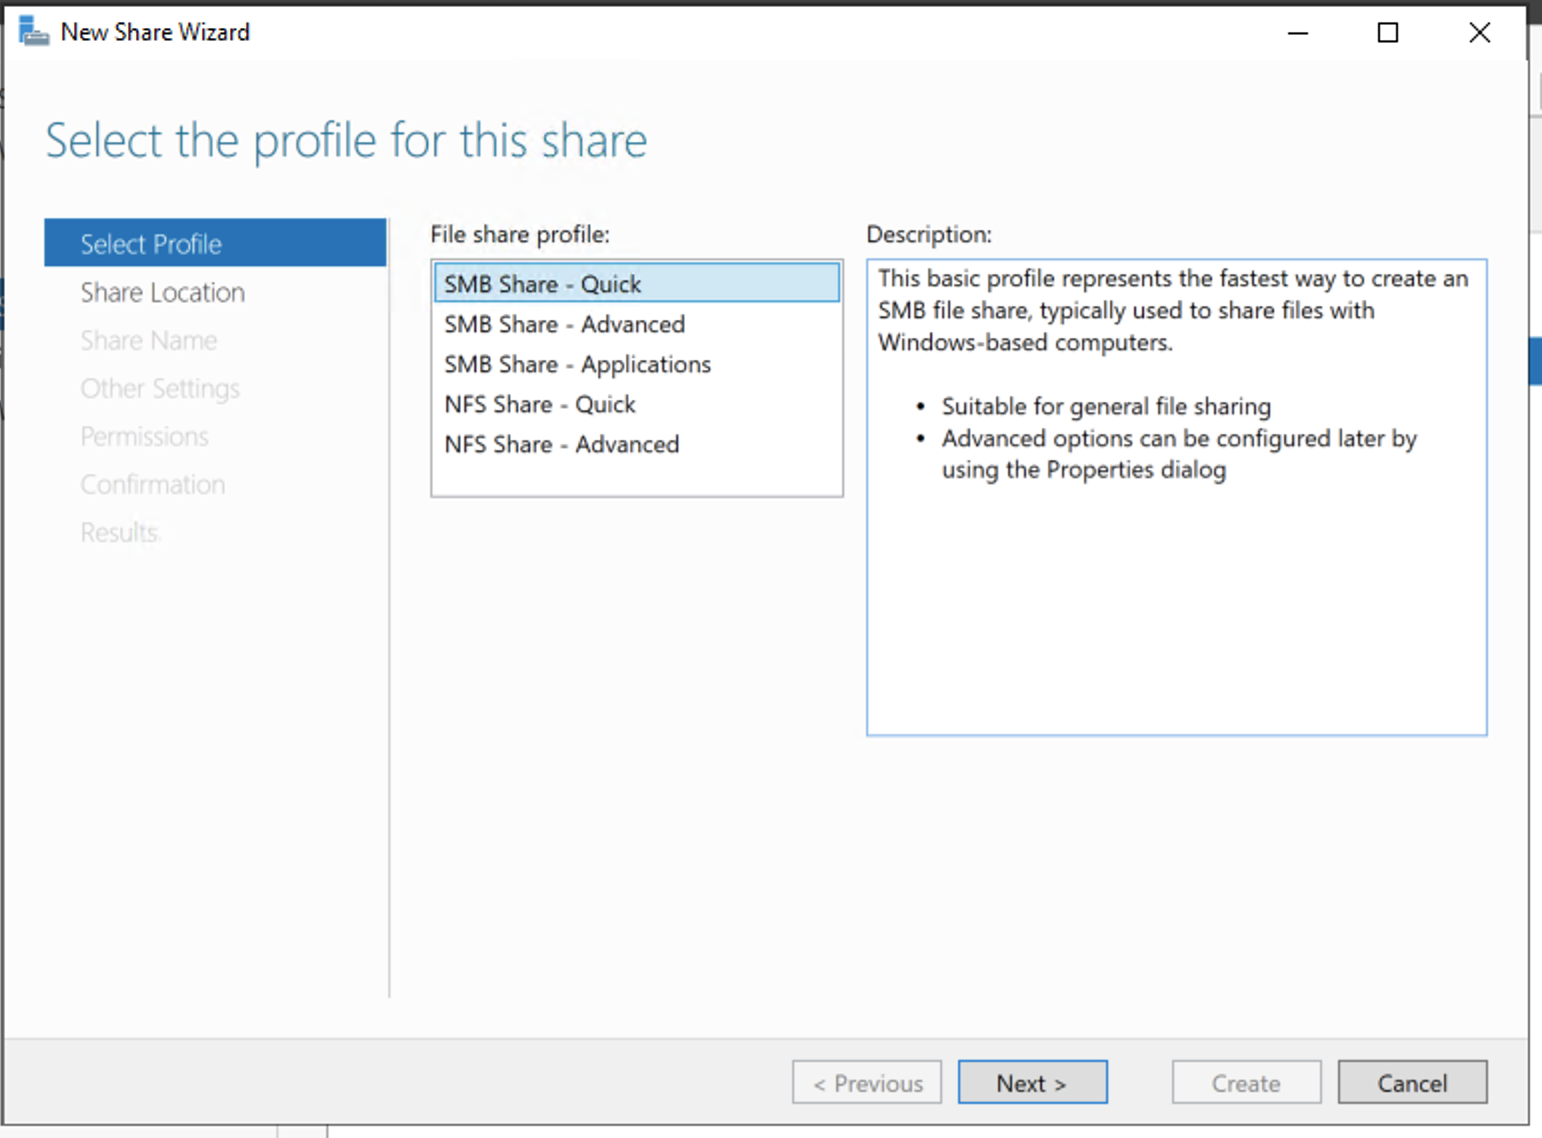 New Share Wizard
Select the profile for this share
Select Profile
Share Location
Share Name
Other Settings
Permissions
Confirmation
Results
File share profile:
SMB Share - Quick
SMB Share - Advanced
SMB Share - Applications
NFS Share - Quick
NFS Share - Advanced
Description:
This basic profile represents the fastest way to create an
SMB file share, typically used to share files with
Windows-based computers.
• Suitable for general file sharing
• Advanced options can be configured later by
using the Properties dialog
< Previous
Next >
Create
Cancel